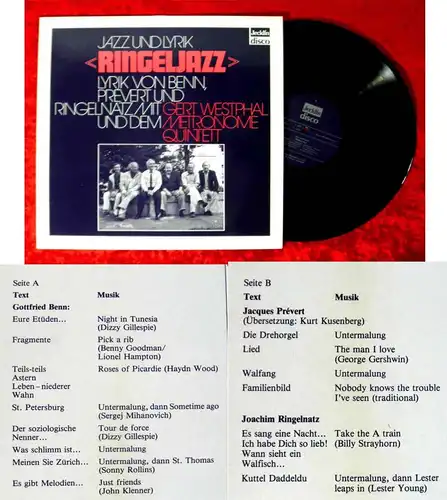 Jecklin
disco
JAZZ UND LYRIK
<RINGELJAZZ>
LYRIK VON BENN,
PRÉVERT UND
RINGELNATZ MIT GERT WESTPHAL
UND DEM METRONOME
QUINTETT
disco
Seite A
Text Musik
Gottfried Benn:
Eure Etüden... Night in Tunesia
(Dizzy Gillespie)
Fragmente Pick a rib
(Benny Goodman/
Lionel Hampton)
Teils-teils Roses of Picardie (Haydn Wood)
Astern
Leben – niederer
Wahn
St. Petersburg Untermalung, dann Sometime ago
(Sergej Mihanovich)
Der soziologische Tour de force
Nenner... (Dizzy Gillespie)
Was schlimm ist... Untermalung
Meinen Sie Zürich... Untermalung, dann St. Thomas
(Sonny Rollins)
Es gibt Melodien... Just friends
(John Klenner)
Seite B
Text Musik
Jacques Prévert
(Übersetzung: Kurt Kusenberg)
Die Drehorgel Untermalung
Lied The man I love
(George Gershwin)
Walfang Untermalung
Familienbild Nobody knows the trouble
I've seen (traditional)
Joachim Ringelnatz
Es sang eine Nacht... Take the A train
Ich habe Dich so lieb! (Billy Strayhorn)
Wann sieht ein
Walfisch...
Kuttel Daddeldu Untermalung, dann Lester
leaps in (Lester Young)